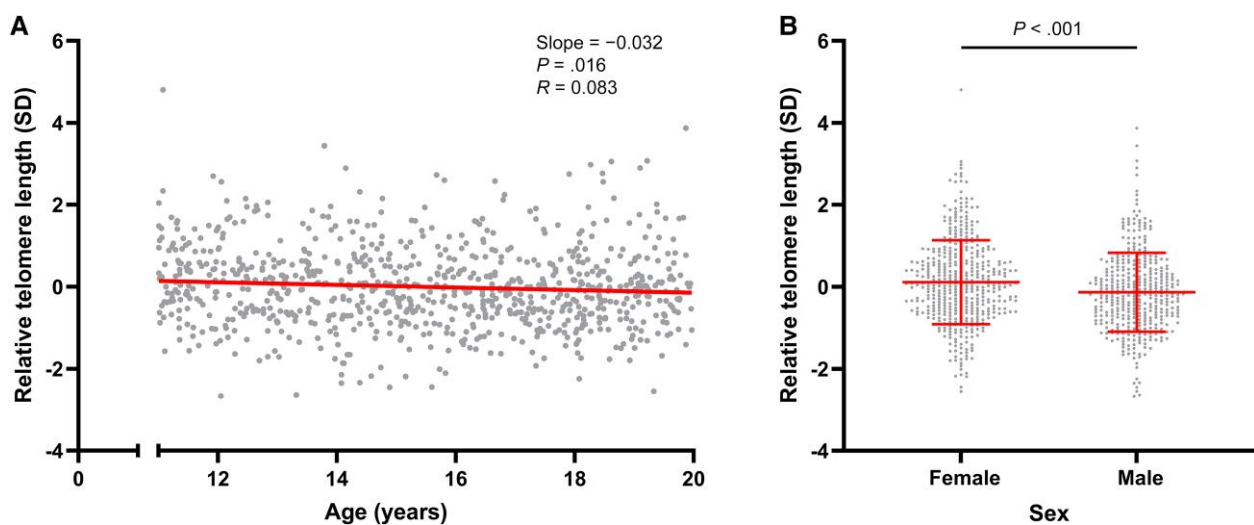 A
Relative telomere length (SD)
6
4
2
0
-2
-4
0
12
14
16
18
20
Age (years)
Slope = −0.032
P = .016
R = 0.083
B
Relative telomere length (SD)
6
4
2
0
-2
-4
P < .001
Female
Male
Sex